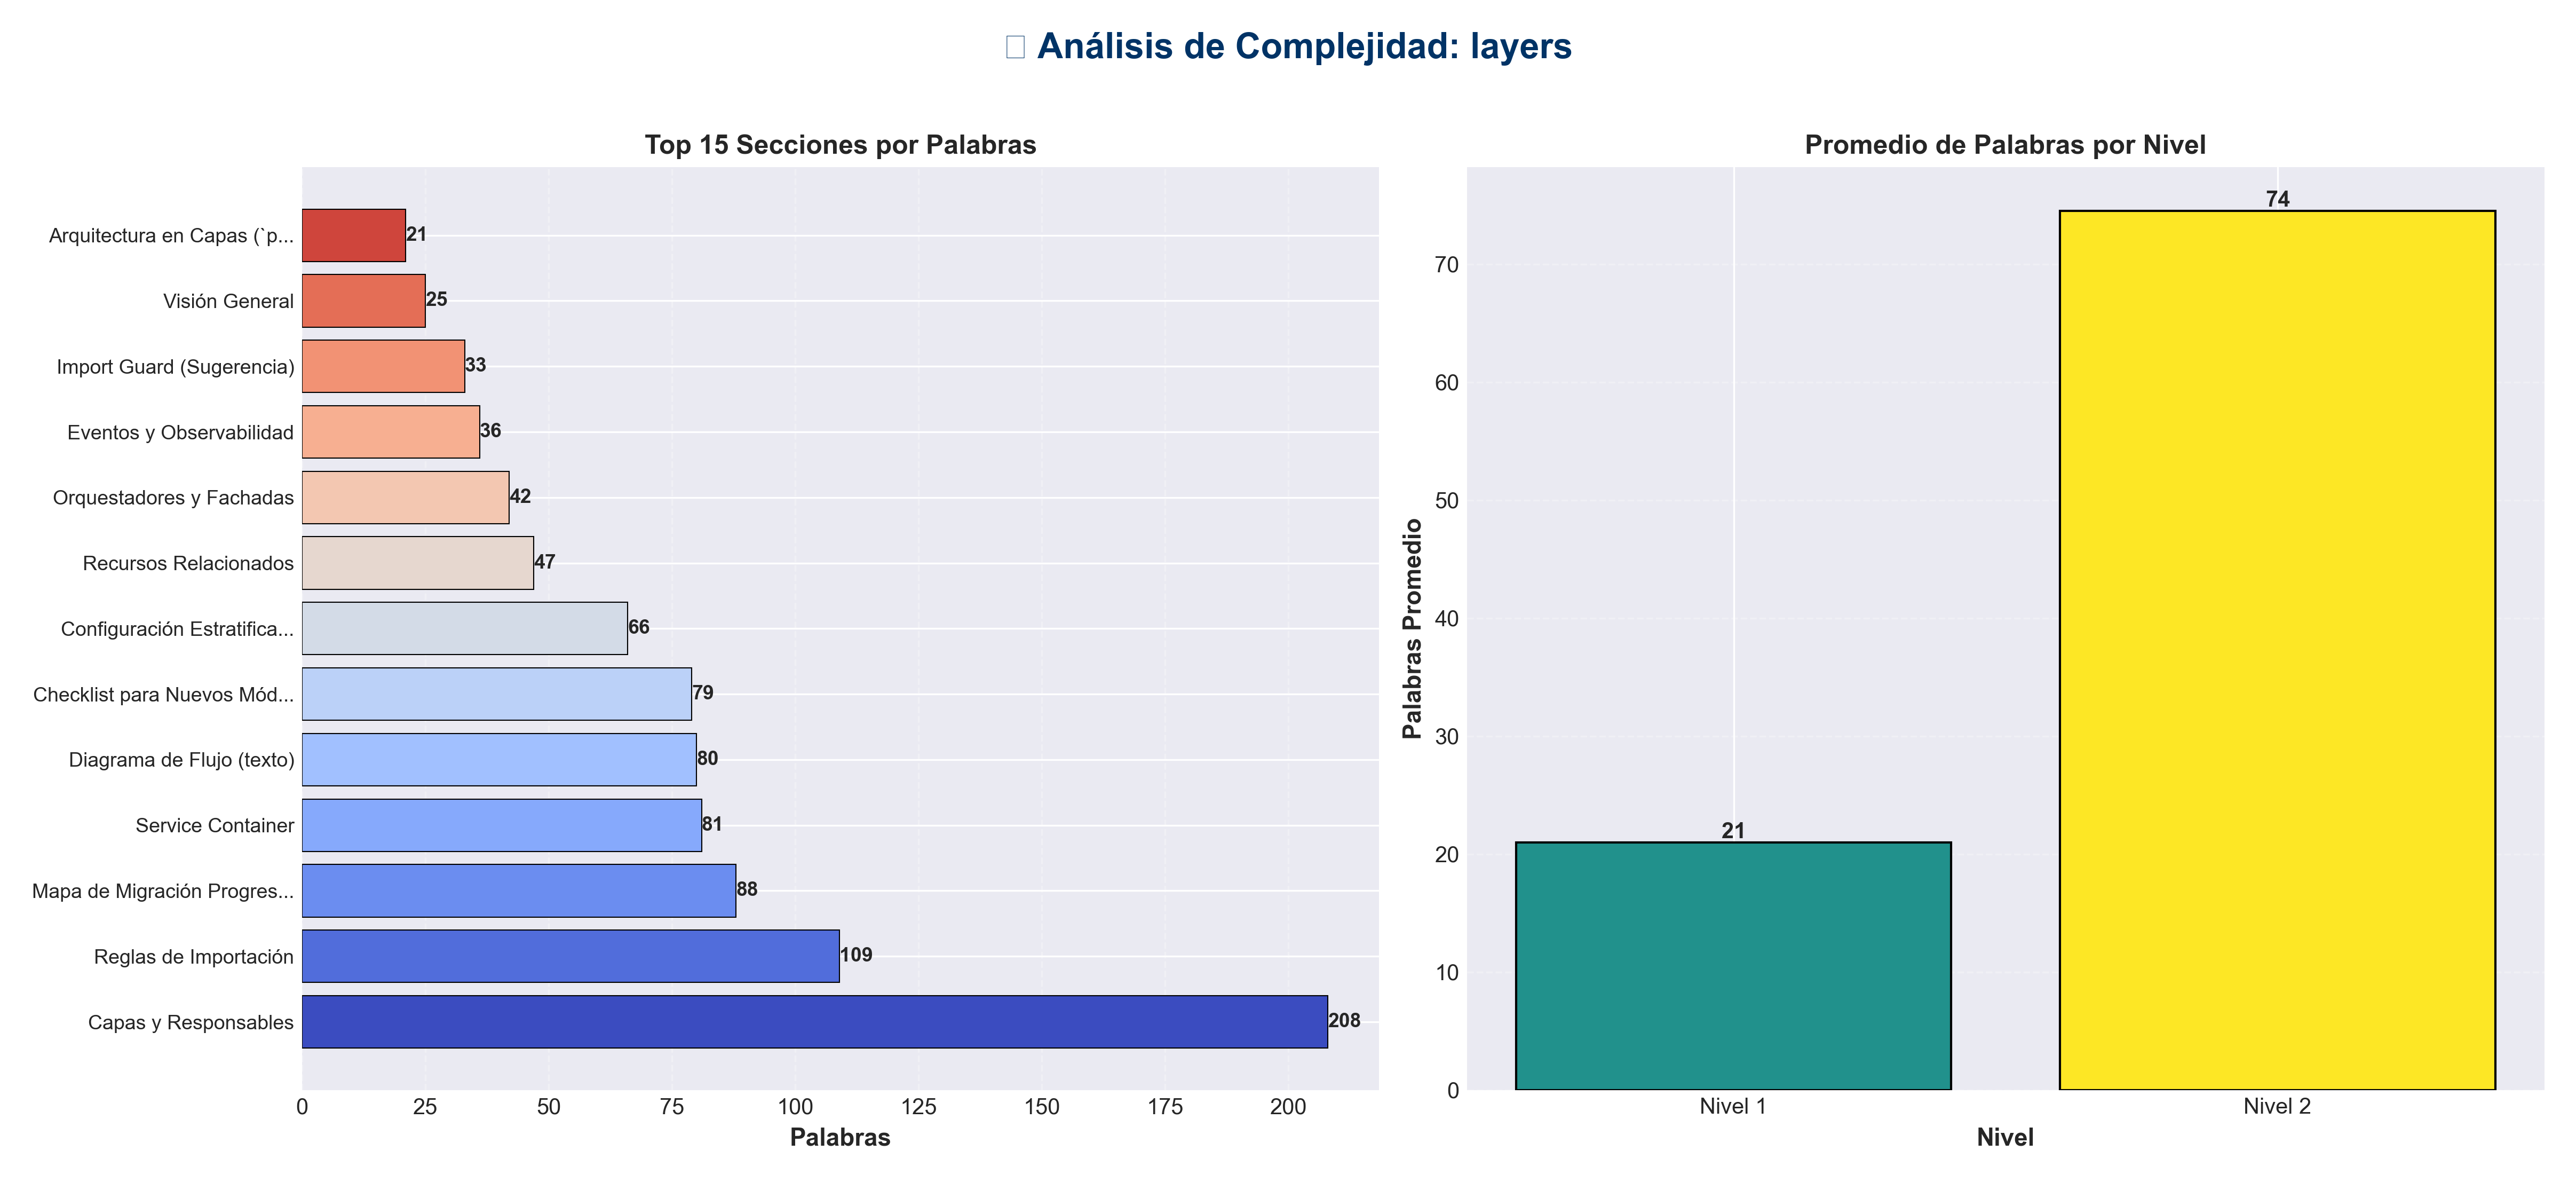 Análisis de Complejidad: layers
Top 15 Secciones por Palabras
Arquitectura en Capas (`p...
21
Visión General
25
Import Guard (Sugerencia)
33
Eventos y Observabilidad
36
Orquestadores y Fachadas
42
Recursos Relacionados
47
Configuración Estratifica...
66
Checklist para Nuevos Mód...
79
Diagrama de Flujo (texto)
80
Service Container
81
Mapa de Migración Progres...
88
Reglas de Importación
109
Capas y Responsables
208
0 25 50 75 100 125 150 175 200
Palabras
Promedio de Palabras por Nivel
Palabras Promedio
70
60
50
40
30
20
10
0
21
74
Nivel 1 Nivel 2
Nivel